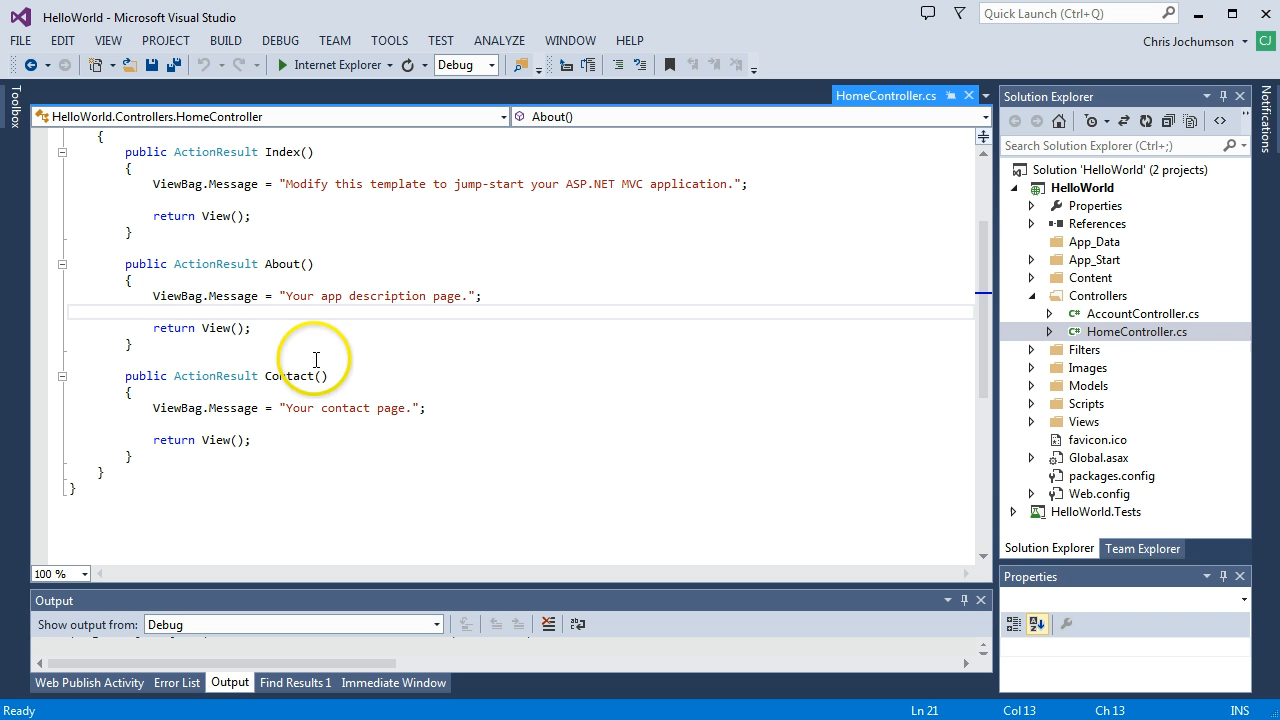 HelloWorld - Microsoft Visual Studio
Quick Launch (Ctrl+Q)
FILE EDIT VIEW PROJECT BUILD DEBUG TEAM TOOLS TEST ANALYZE WINDOW HELP
Chris Jochumson CJ
Internet Explorer Debug
Toolbox
HomeController.cs
HelloWorld.Controllers.HomeController About()
{
public ActionResult Index()
{
ViewBag.Message = "Modify this template to jump-start your ASP.NET MVC application.";
return View();
}
public ActionResult About()
{
ViewBag.Message = "Your app description page.";
return View();
}
public ActionResult Contact()
{
ViewBag.Message = "Your contact page.";
return View();
}
}
}
100 %
Output
Show output from: Debug
Web Publish Activity Error List Output Find Results 1 Immediate Window
Solution Explorer
Search Solution Explorer (Ctrl+;)
Solution 'HelloWorld' (2 projects)
HelloWorld
Properties
References
App_Data
App_Start
Content
Controllers
C# AccountController.cs
C# HomeController.cs
Filters
Images
Models
Scripts
Views
favicon.ico
Global.asax
packages.config
Web.config
HelloWorld.Tests
Solution Explorer Team Explorer
Properties
Notifications
Ready Ln 21 Col 13 Ch 13 INS